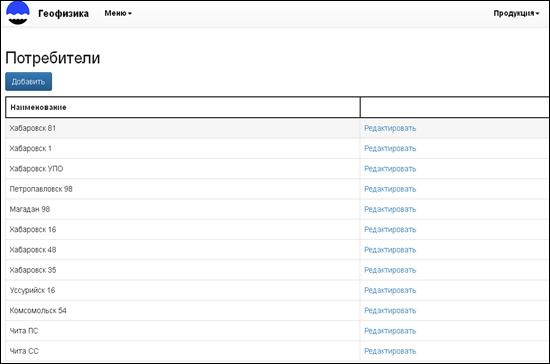 Геофизика Меню Продукция
Потребители
Добавить
Наименование
Хабаровск 81 Редактировать
Хабаровск 1 Редактировать
Хабаровск УПО Редактировать
Петропавловск 98 Редактировать
Магадан 98 Редактировать
Хабаровск 16 Редактировать
Хабаровск 48 Редактировать
Хабаровск 35 Редактировать
Уссурийск 16 Редактировать
Комсомольск 54 Редактировать
Чита ПС Редактировать
Чита СС Редактировать